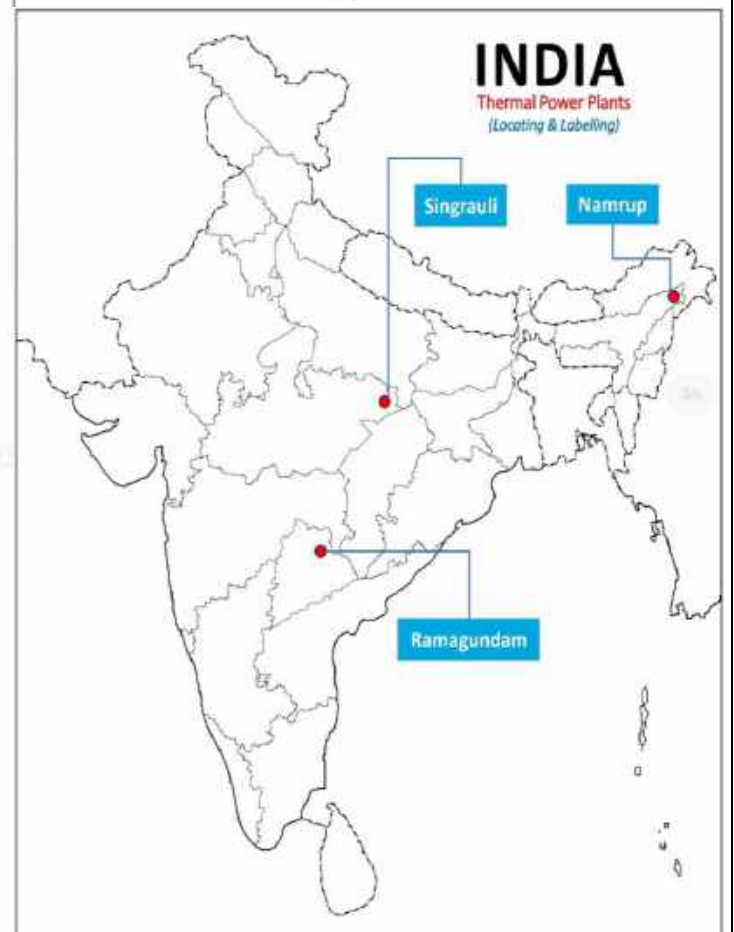 INDIA
Thermal Power Plants
(Locating & Labelling)
Singrauli
Namrup
Ramagundam